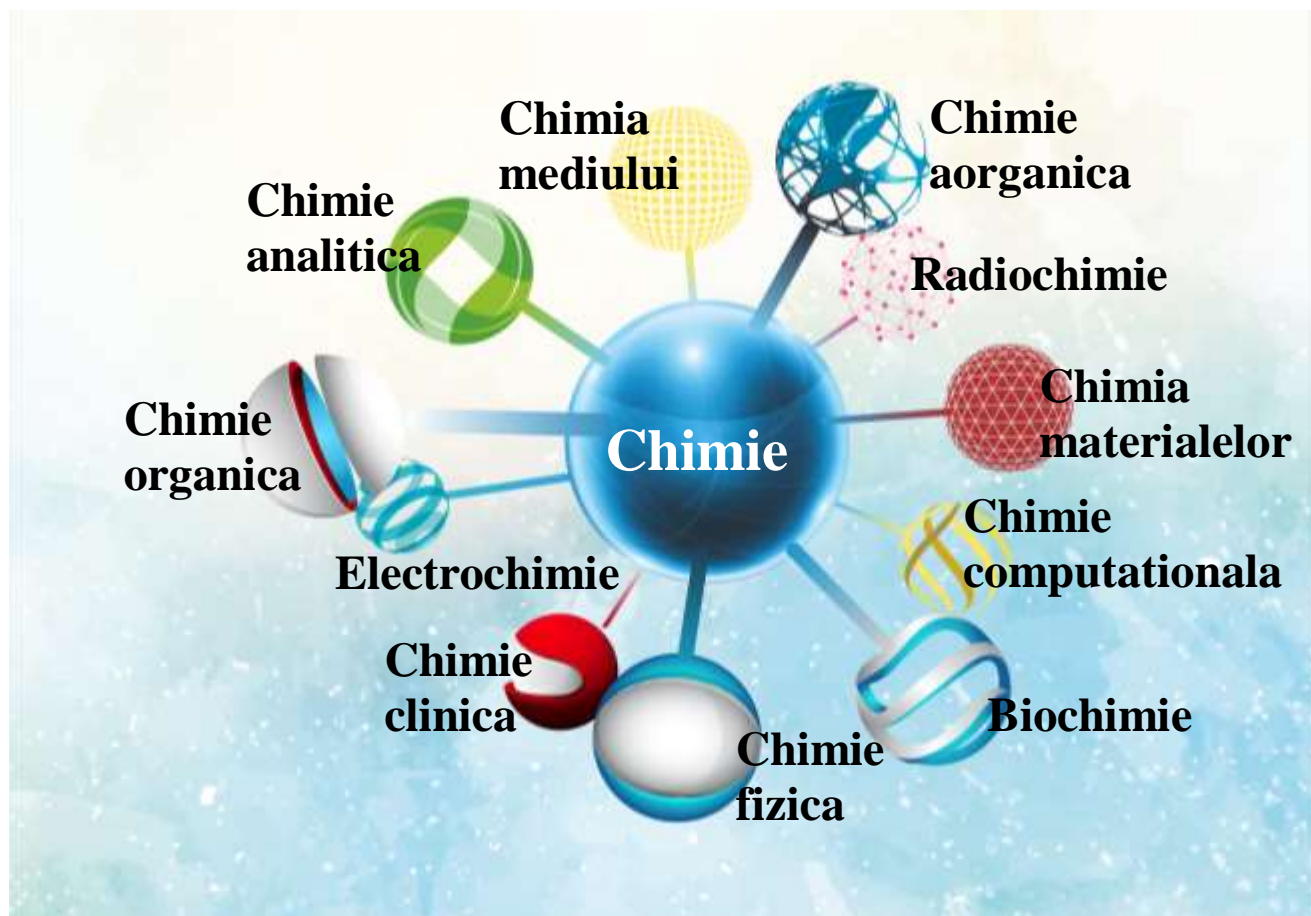 Chimia
mediului
Chimie
aorganica
Chimie
analitica
Radiochimie
Chimia
materialelor
Chimie
organica
Chimie
Chimie
computationala
Electrochimie
Chimie
clinica
Biochimie
Chimie
fizica